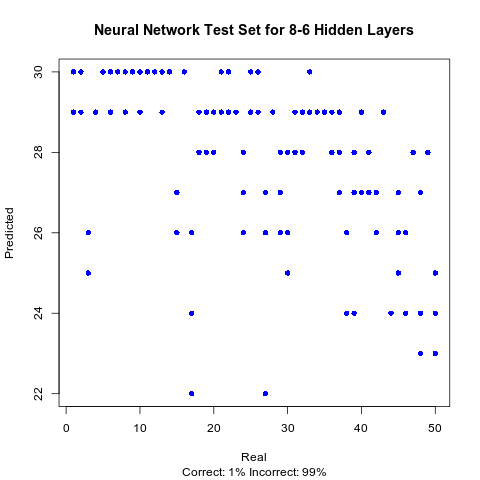 Neural Network Test Set for 8-6 Hidden Layers
30
28
26
24
22
Predicted
0 10 20 30 40 50
Real
Correct: 1% Incorrect: 99%